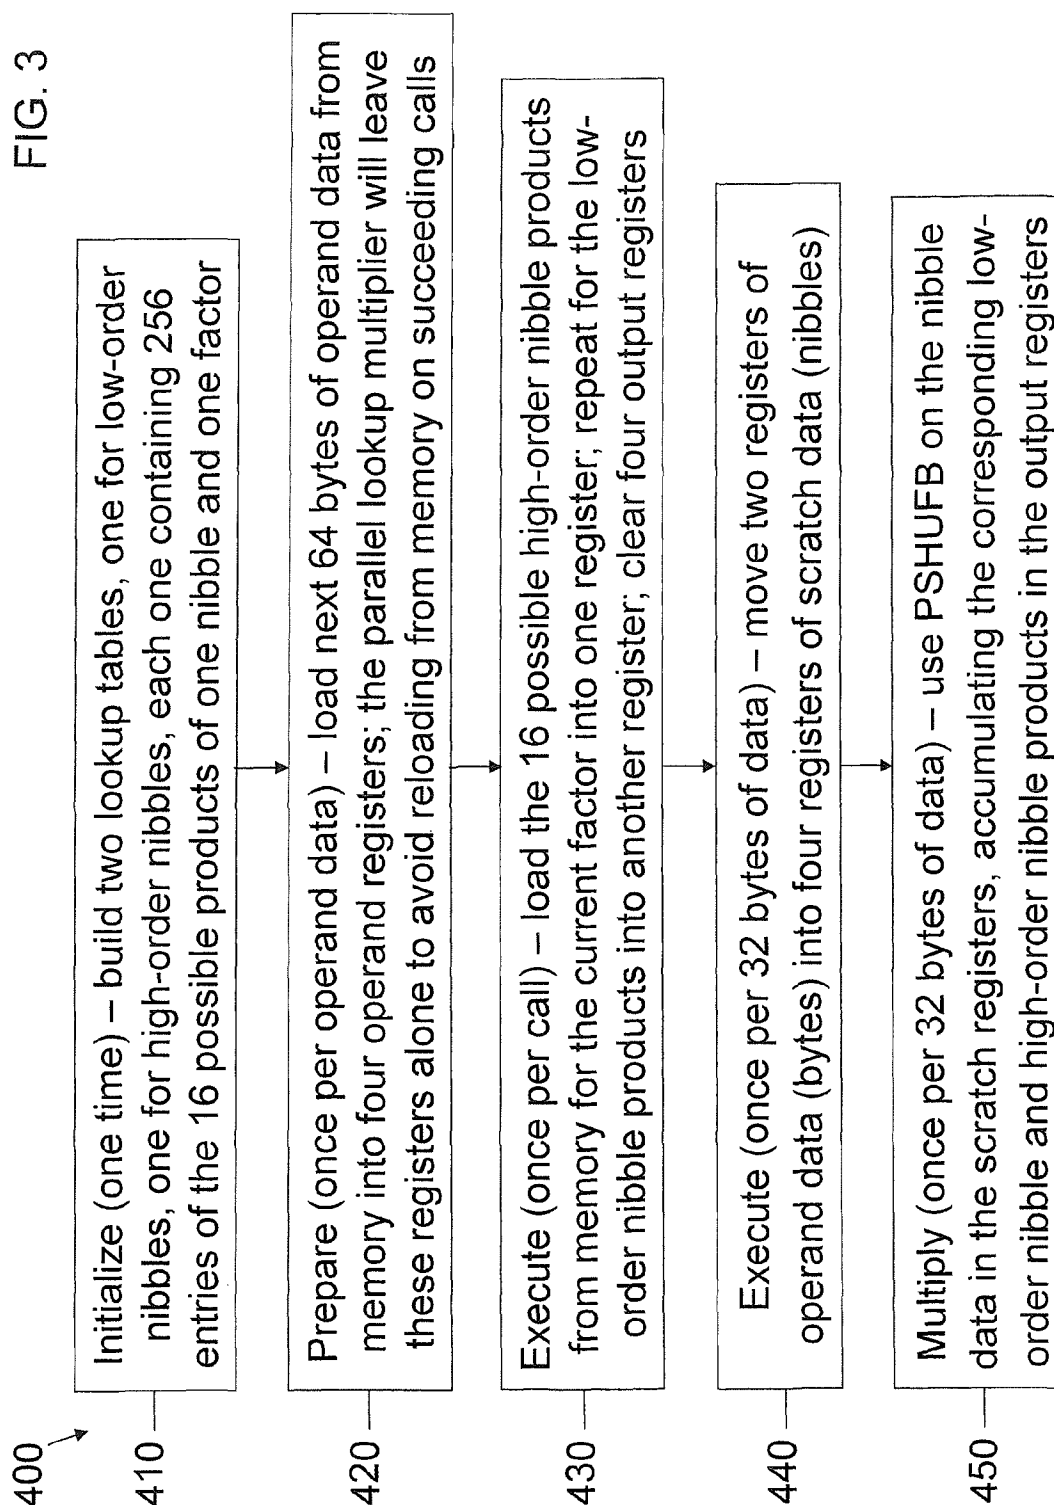 FIG. 3
400
410
Initialize (one time) – build two lookup tables, one for low-order
nibbles, one for high-order nibbles, each one containing 256
entries of the 16 possible products of one nibble and one factor
420
Prepare (once per operand data) – load next 64 bytes of operand data from
memory into four operand registers; the parallel lookup multiplier will leave
these registers alone to avoid reloading from memory on succeeding calls
430
Execute (once per call) – load the 16 possible high-order nibble products
from memory for the current factor into one register; repeat for the low-
order nibble products into another register; clear four output registers
440
Execute (once per 32 bytes of data) – move two registers of
operand data (bytes) into four registers of scratch data (nibbles)
450
Multiply (once per 32 bytes of data) – use PSHUFB on the nibble
data in the scratch registers, accumulating the corresponding low-
order nibble and high-order nibble products in the output registers